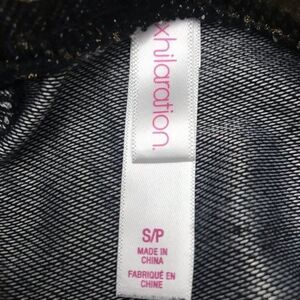 xhilaration.
S/P
MADE IN
CHINA
FABRIQUÉ EN
CHINE